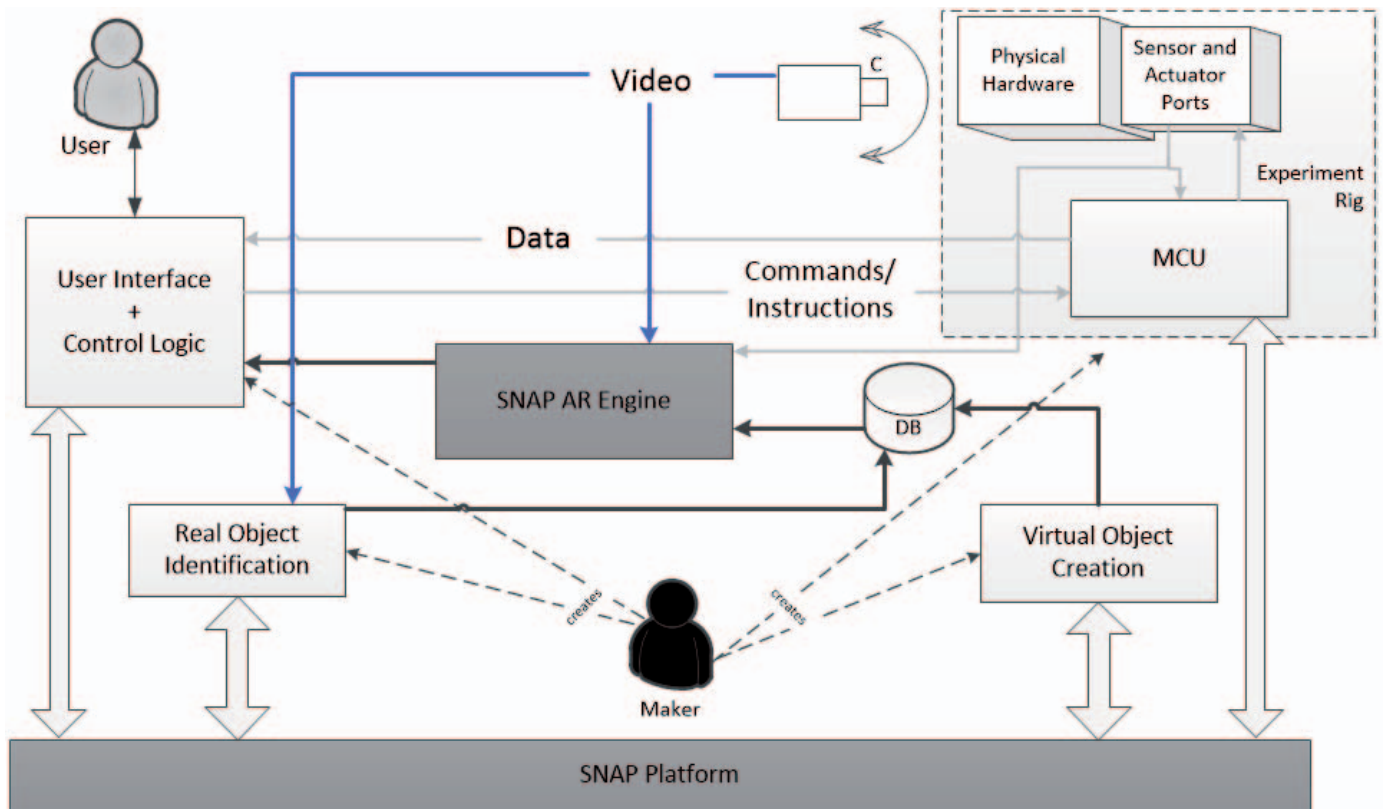 Video
C
Physical
Hardware
Sensor and
Actuator
Ports
User
Experiment
Rig
User Interface
+
Control Logic
Data
Commands/
Instructions
MCU
SNAP AR Engine
DB
Real Object
Identification
Virtual Object
Creation
creates
creates
Maker
SNAP Platform